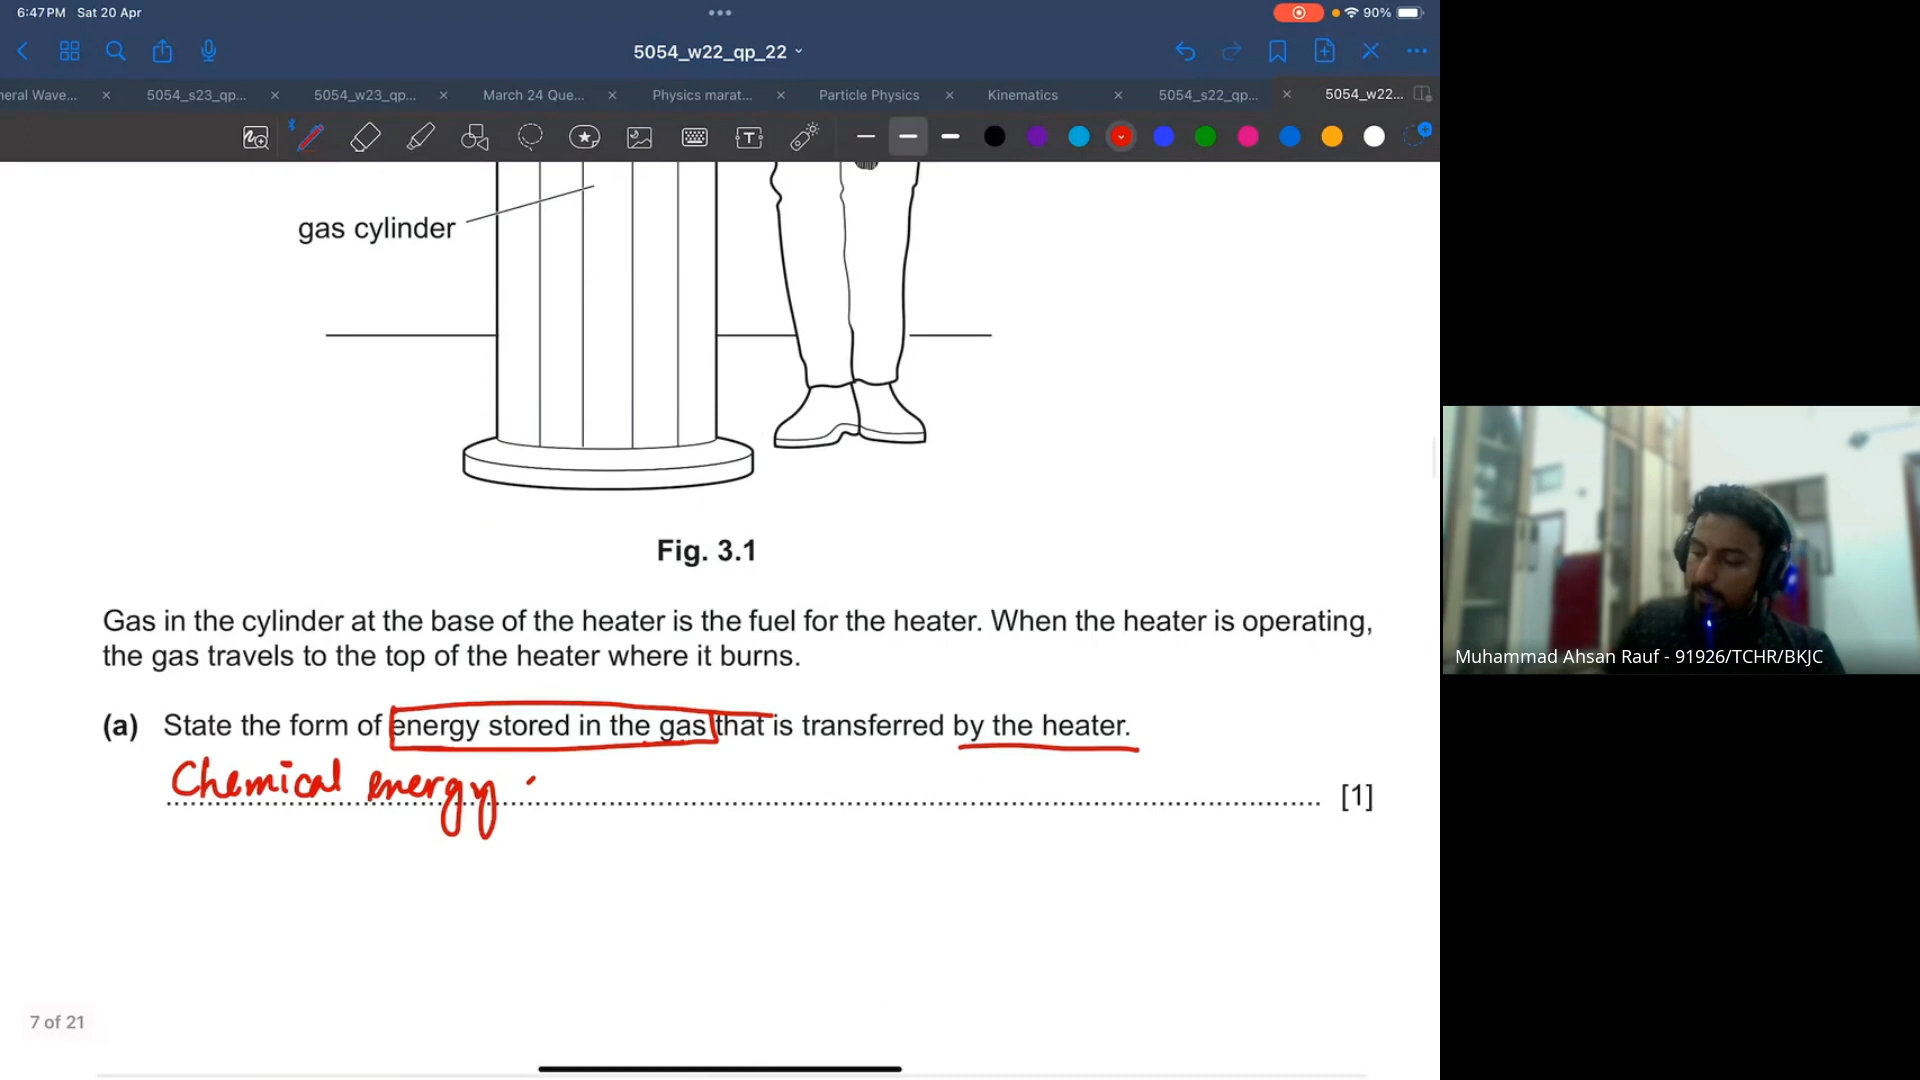 6:47 PM Sat 20 Apr
90%
5054_w22_qp_22
neral Wave...
5054_s23_qp...
5054_w23_qp...
March 24 Que...
Physics marat...
Particle Physics
Kinematics
5054_s22_qp...
5054_w22...
gas cylinder
Fig. 3.1
Gas in the cylinder at the base of the heater is the fuel for the heater. When the heater is operating,
the gas travels to the top of the heater where it burns.
(a) State the form of energy stored in the gas that is transferred by the heater.
Chemical energy
[1]
7 of 21
Muhammad Ahsan Rauf - 91926/TCHR/BKJC